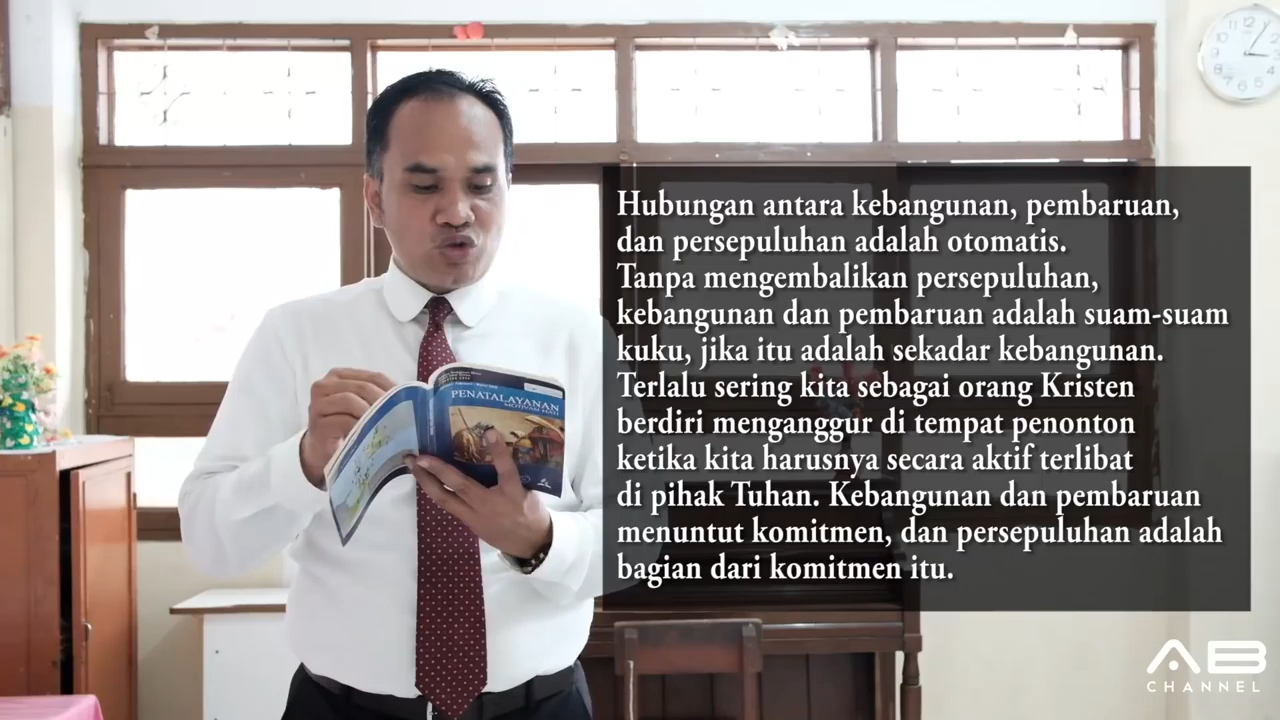 Hubungan antara kebangunan, pembaruan,
dan persepuluhan adalah otomatis.
Tanpa mengembalikan persepuluhan,
kebangunan dan pembaruan adalah suam-suam
kuku, jika itu adalah sekadar kebangunan.
Terlalu sering kita sebagai orang Kristen
berdiri menganggur di tempat penonton
ketika kita harusnya secara aktif terlibat
di pihak Tuhan. Kebangunan dan pembaruan
menuntut komitmen, dan persepuluhan adalah
bagian dari komitmen itu.
PENATALAYANAN
MOTIVASI HATI
AB
CHANNEL